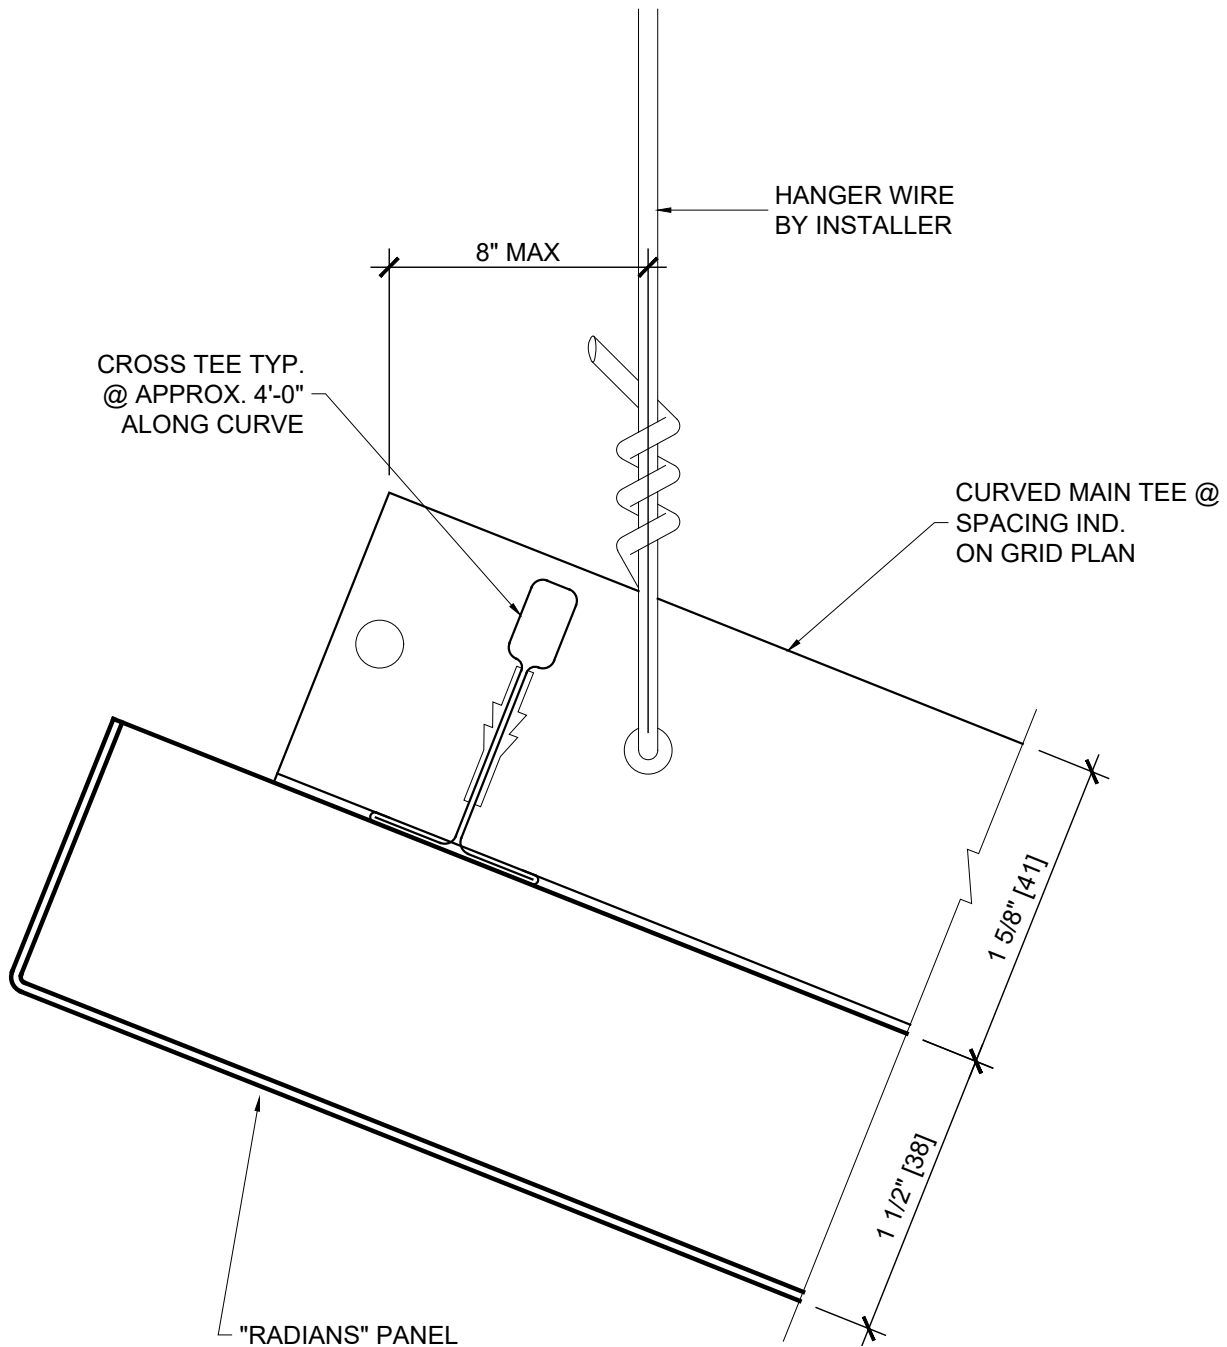 HANGER WIRE
BY INSTALLER
8" MAX
CROSS TEE TYP.
@ APPROX. 4'-0"
ALONG CURVE
CURVED MAIN TEE @
SPACING IND.
ON GRID PLAN
1 5/8" [41]
1 1/2" [38]
"RADIANS" PANEL